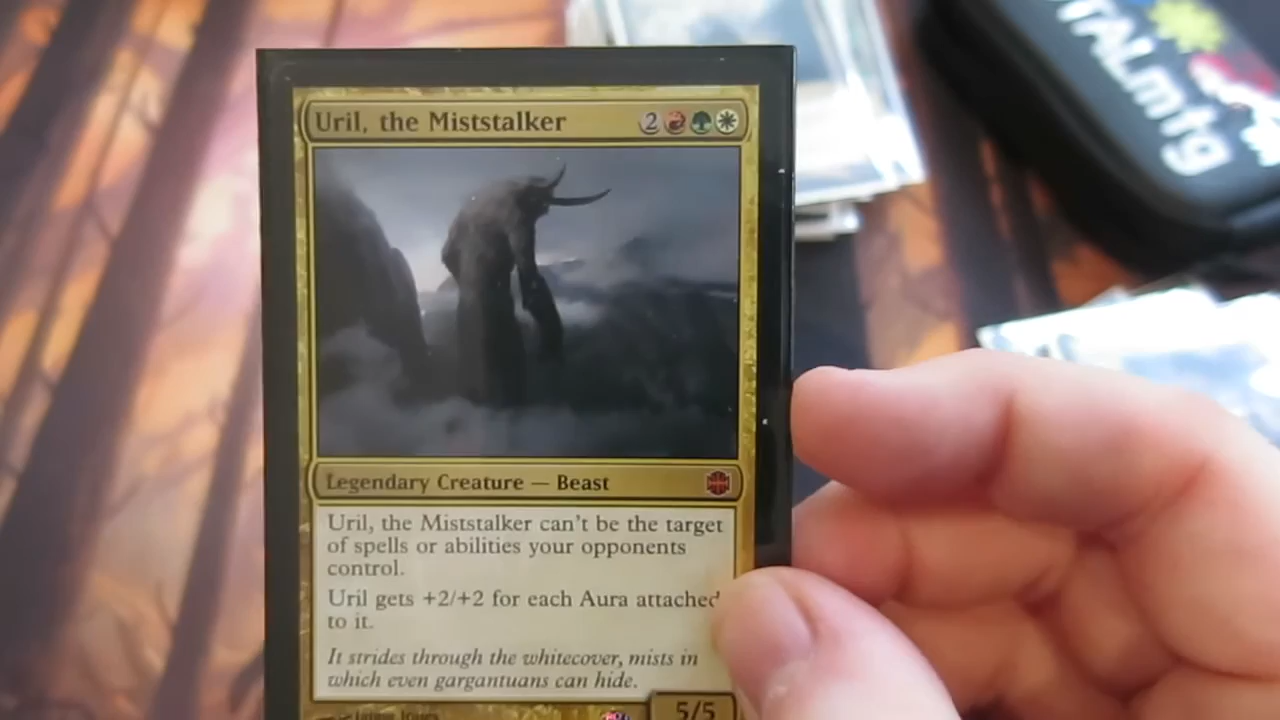 Uril, the Miststalker 2
Legendary Creature — Beast
Uril, the Miststalker can't be the target
of spells or abilities your opponents
control.
Uril gets +2/+2 for each Aura attached
to it.
It strides through the whitecover, mists in
which even gargantuans can hide.
5/5
TALmtg